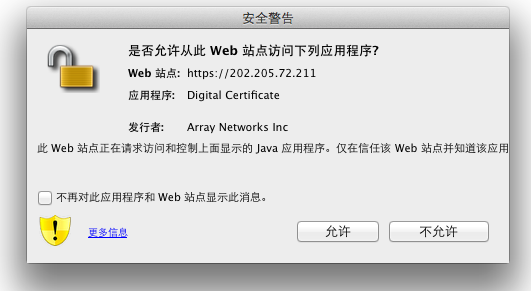 安全警告
是否允许从此 Web 站点访问下列应用程序?
Web 站点: https://202.205.72.211
应用程序: Digital Certificate
发行者: Array Networks Inc
此 Web 站点正在请求访问和控制上面显示的 Java 应用程序。仅在信任该 Web 站点并知道该应用
不再对此应用程序和 Web 站点显示此消息。
更多信息
允许
不允许